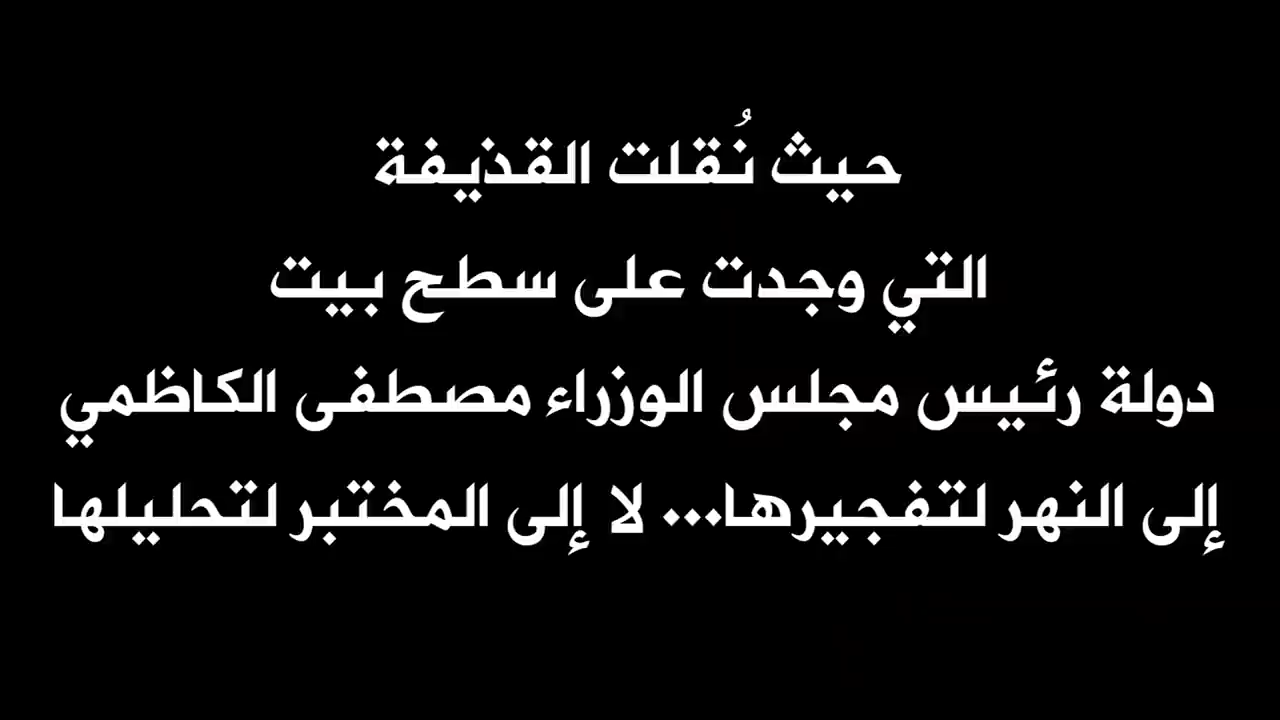 حيث نُقلت القذيفة
التي وجدت على سطح بيت
دولة رئيس مجلس الوزراء مصطفى الكاظمي
إلى النهر لتفجيرها... لا إلى المختبر لتحليلها